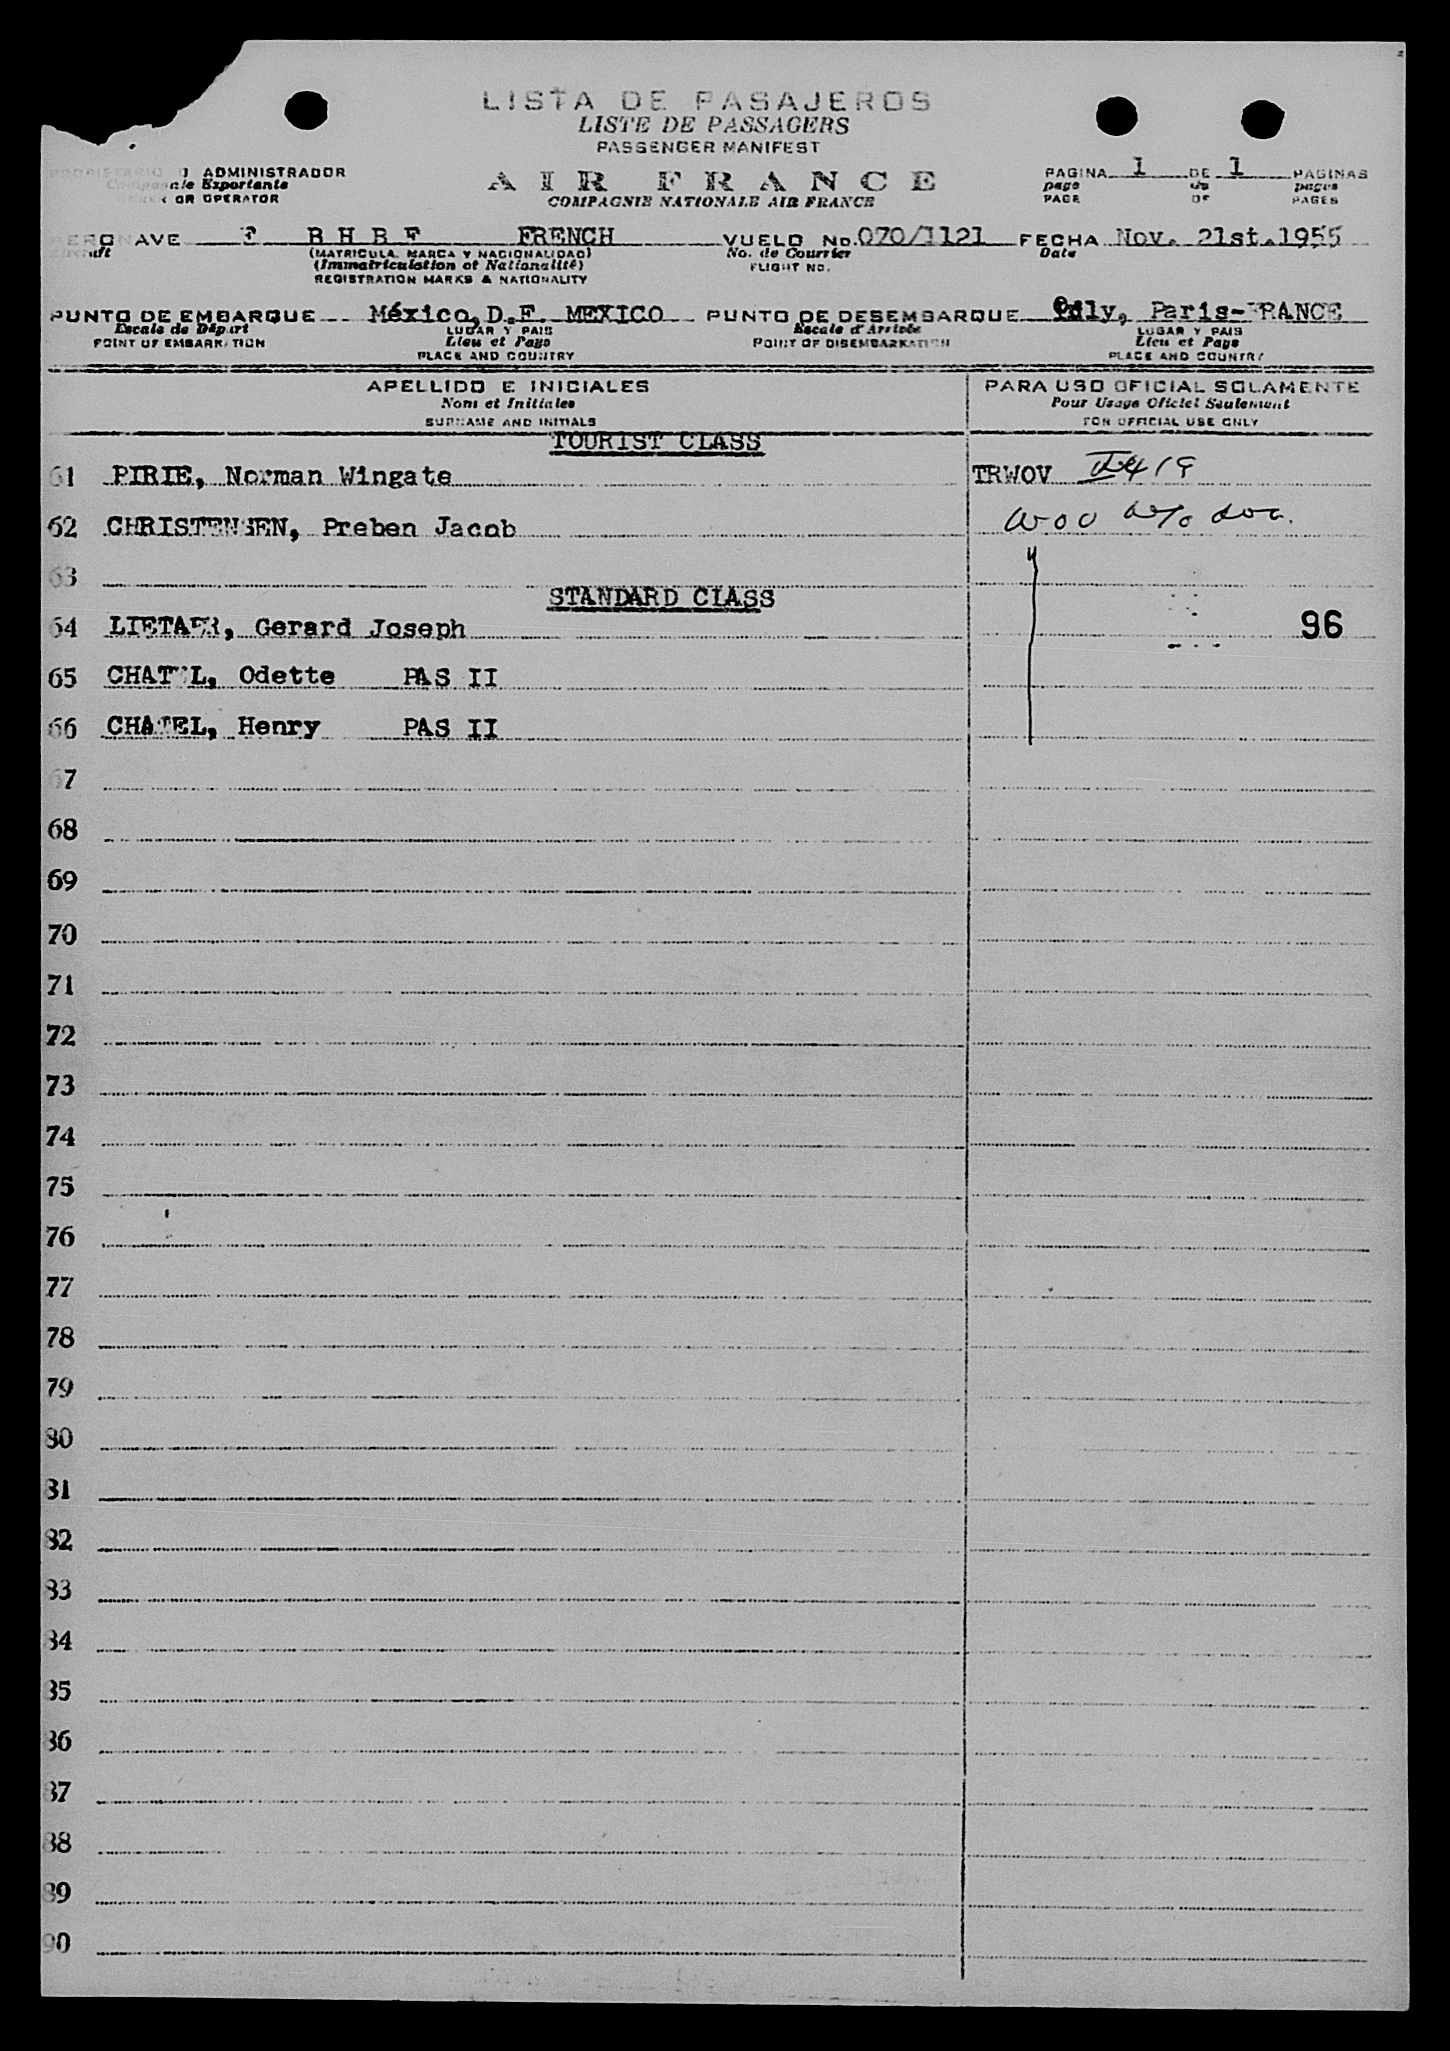 LISTA DE PASAJEROS
LISTE DE PASSAGERS
PASSENGER MANIFEST
ADMINISTRADOR
Exportante
OR OPERATOR
AIR FRANCE
COMPAGNIE NATIONALE AIR FRANCE
PAGINA 1 DE 1 PAGINAS
page de pages
PAGE OF PAGES
AVE F B H B F FRENCH VUELO No. 070/1121 FECHA Nov. 21st.1955
(MATRICULA, MARCA Y NACIONALIDAD) No. de Courrier Date
(Immatriculation et Nationalité) FLIGHT NO.
REGISTRATION MARKS & NATIONALITY
PUNTO DE EMBARQUE México, D.F. MEXICO PUNTO DE DESEMBARQUE Orly, Paris-FRANCE
Escale de Départ LUGAR Y PAIS Escale d'Arrivée LUGAR Y PAIS
POINT OF EMBARKATION Lieu et Pays POINT OF DISEMBARKATION Lieu et Pays
PLACE AND COUNTRY PLACE AND COUNTRY
APELLIDO E INICIALES PARA USO OFICIAL SOLAMENTE
Nom et Initiales Pour Usage Oficiel Seulement
SURNAME AND INITIALS FOR OFFICIAL USE ONLY
TOURIST CLASS
61 PIRIE, Norman Wingate TRWOV
62 CHRISTENSEN, Preben Jacob WOV w/o doc.
63
STANDARD CLASS
64 LIETAER, Gerard Joseph 96
65 CHATEL, Odette PAS II
66 CHATEL, Henry PAS II
67
68
69
70
71
72
73
74
75
76
77
78
79
80
81
82
83
84
85
86
87
88
89
90